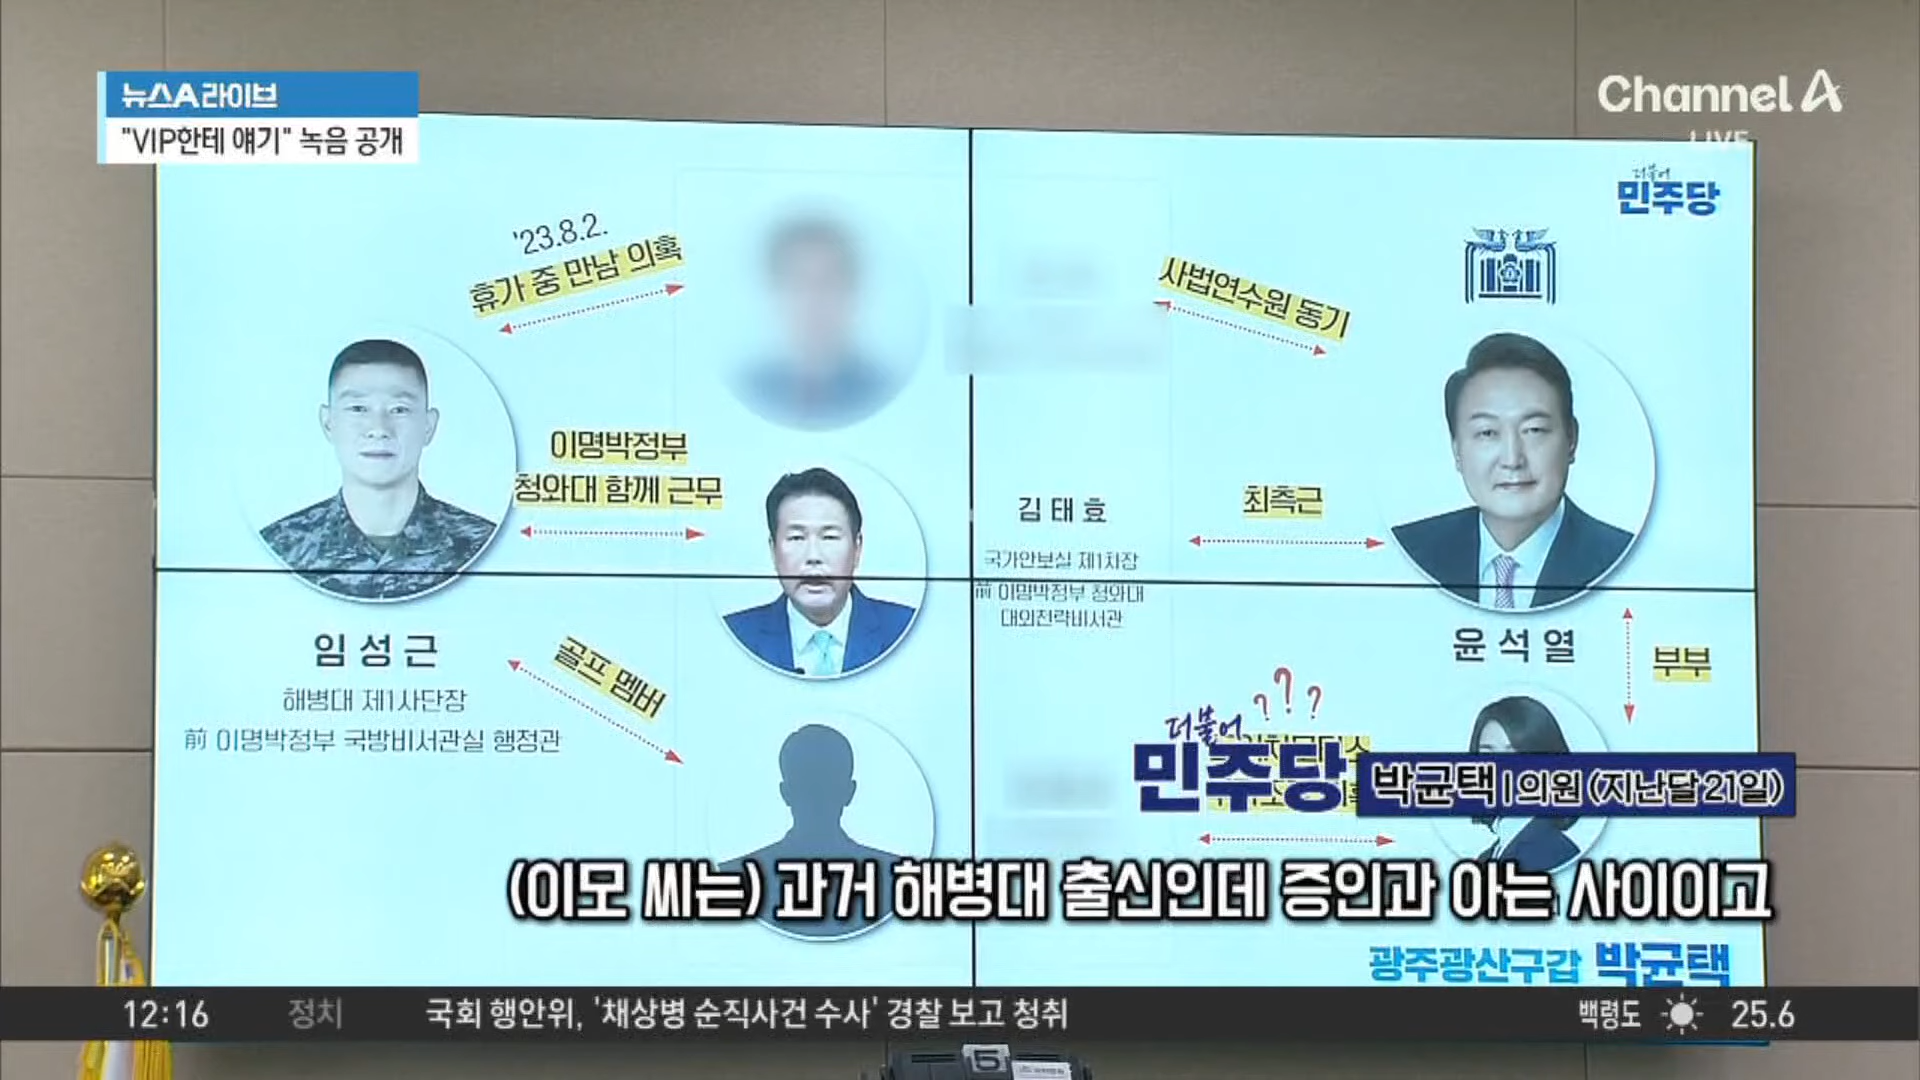 뉴스A라이브
"VIP한테 얘기" 녹음 공개
Channel A
LIVE
더불어
민주당
'23.8.2.
휴가 중 만남 의혹
사법연수원 동기
이명박정부
청와대 함께 근무
김태효
국가안보실 제1차장
前 이명박정부 청와대
대외전략비서관
최측근
임성근
해병대 제1사단장
前 이명박정부 국방비서관실 행정관
골프 멤버
윤석열
부부
???
더불어
민주당
박균택 | 의원 (지난달 21일)
(이모 씨는) 과거 해병대 출신인데 증인과 아는 사이이고
광주광산구갑 박균택
12:16 정치 국회 행안위, '채상병 순직사건 수사' 경찰 보고 청취 백령도 25.6
5